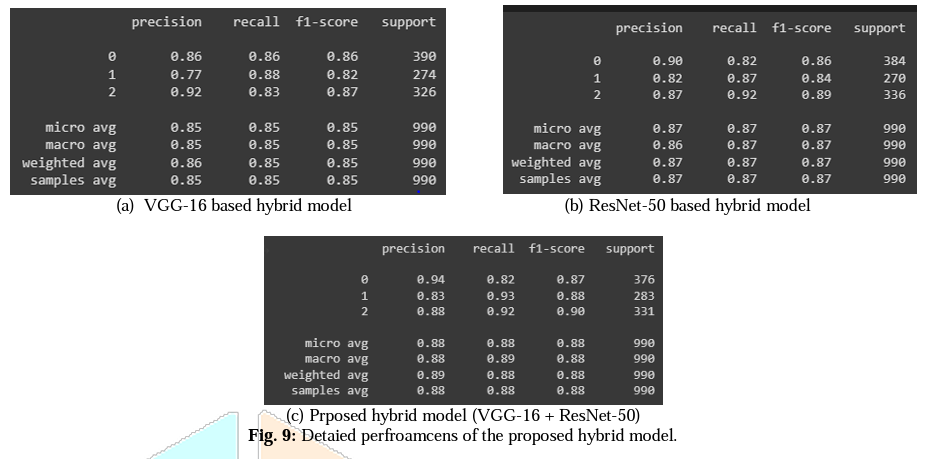 precision recall f1-score support
0 0.86 0.86 0.86 390
1 0.77 0.88 0.82 274
2 0.92 0.83 0.87 326
micro avg 0.85 0.85 0.85 990
macro avg 0.85 0.85 0.85 990
weighted avg 0.86 0.85 0.85 990
samples avg 0.85 0.85 0.85 990
(a) VGG-16 based hybrid model
precision recall f1-score support
0 0.90 0.82 0.86 384
1 0.82 0.87 0.84 270
2 0.87 0.92 0.89 336
micro avg 0.87 0.87 0.87 990
macro avg 0.86 0.87 0.87 990
weighted avg 0.87 0.87 0.87 990
samples avg 0.87 0.87 0.87 990
(b) ResNet-50 based hybrid model
precision recall f1-score support
0 0.94 0.82 0.87 376
1 0.83 0.93 0.88 283
2 0.88 0.92 0.90 331
micro avg 0.88 0.88 0.88 990
macro avg 0.88 0.89 0.88 990
weighted avg 0.89 0.88 0.88 990
samples avg 0.88 0.88 0.88 990
(c) Prposed hybrid model (VGG-16 + ResNet-50)
Fig. 9: Detaied perfroamcens of the proposed hybrid model.